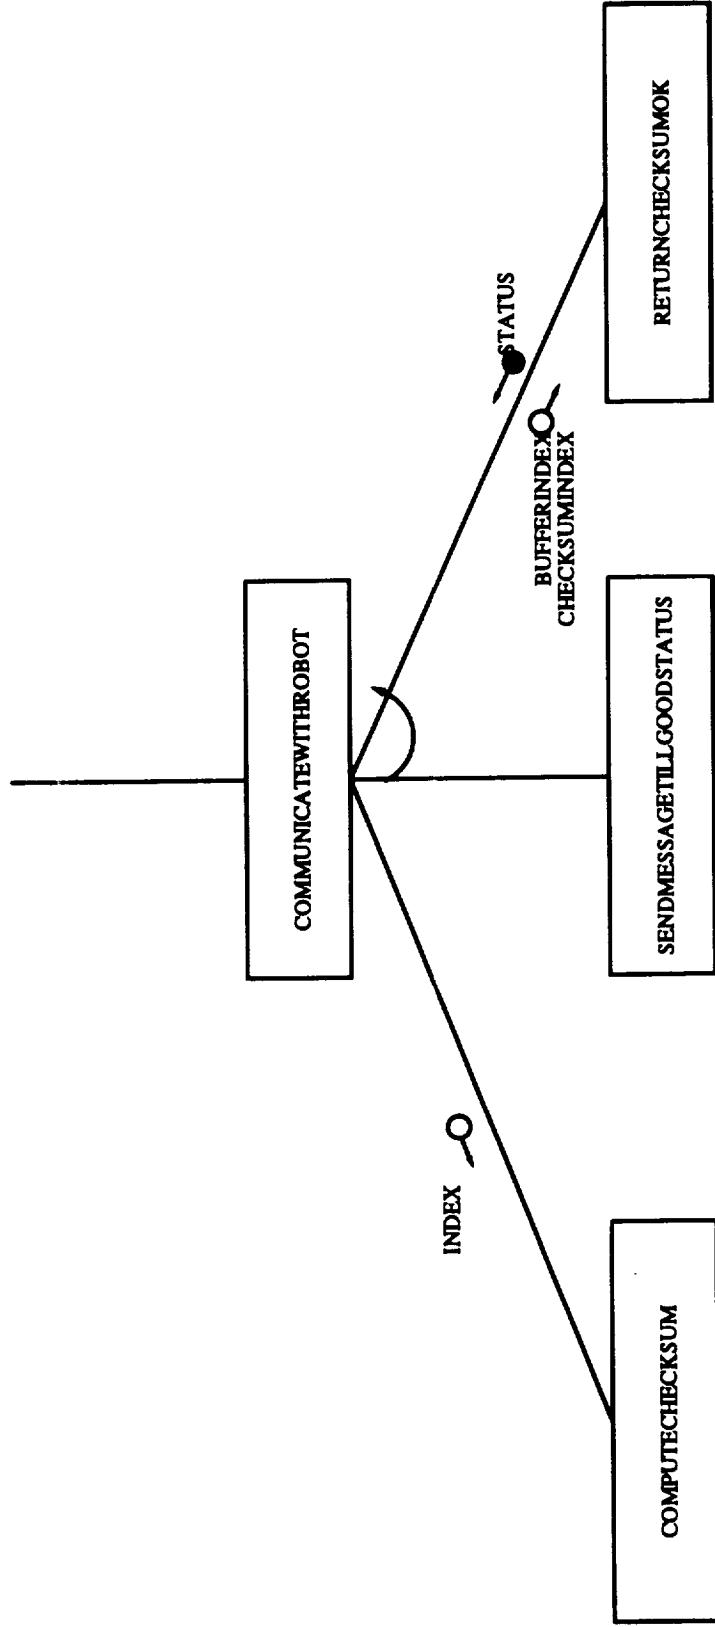 COMMUNICATEWITHROBOT
INDEX
STATUS
BUFFERINDEX
CHECKSUMINDEX
COMPUTECHECKSUM
SENDMESSAGETILLGOODSTATUS
RETURNCHECKSUMOK